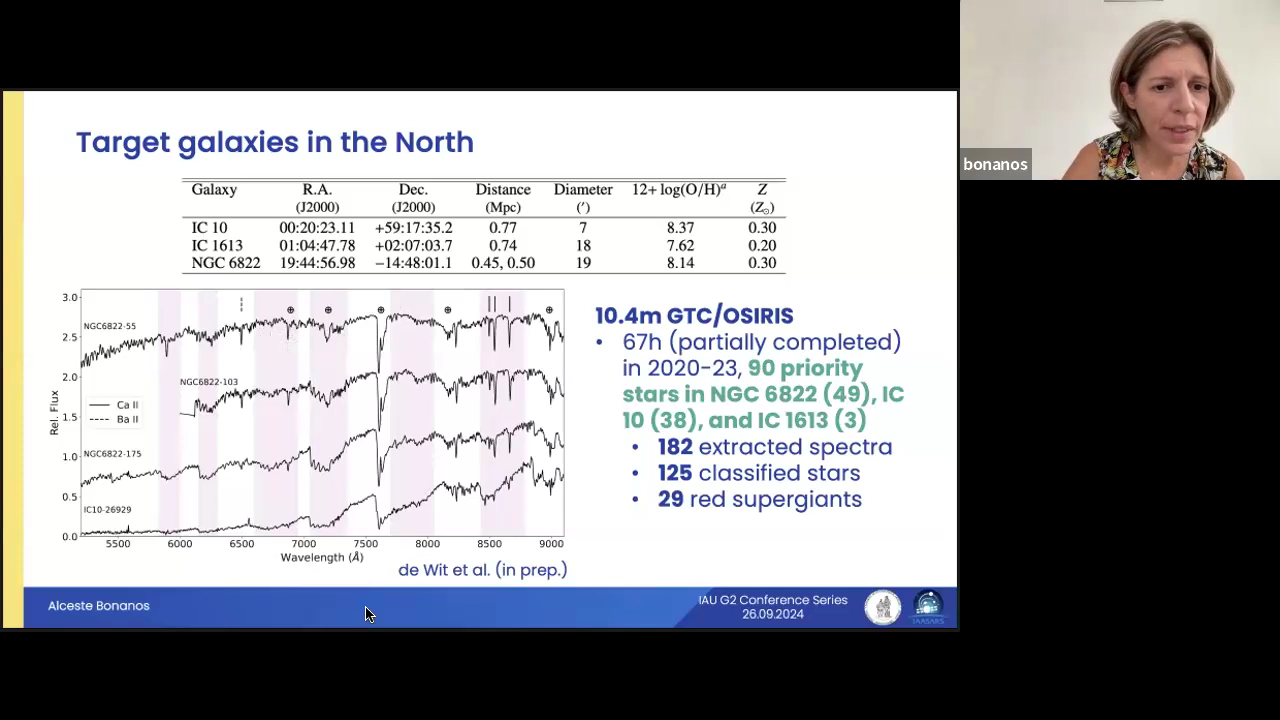 Target galaxies in the North
Galaxy R.A. Dec. Distance Diameter 12+ log(O/H)ᵃ Z
(J2000) (J2000) (Mpc) (′) (Z⊙)
IC 10 00:20:23.11 +59:17:35.2 0.77 7 8.37 0.30
IC 1613 01:04:47.78 +02:07:03.7 0.74 18 7.62 0.20
NGC 6822 19:44:56.98 −14:48:01.1 0.45, 0.50 19 8.14 0.30
3.0
2.5
2.0
1.5
1.0
0.5
0.0
Rel. Flux
NGC6822-55
NGC6822-103
Ca II
Ba II
NGC6822-175
IC10-26929
5500 6000 6500 7000 7500 8000 8500 9000
Wavelength (Å)
de Wit et al. (in prep.)
10.4m GTC/OSIRIS
• 67h (partially completed)
in 2020-23, 90 priority
stars in NGC 6822 (49), IC
10 (38), and IC 1613 (3)
• 182 extracted spectra
• 125 classified stars
• 29 red supergiants
Alceste Bonanos
IAU G2 Conference Series
26.09.2024
IAASARS
bonanos